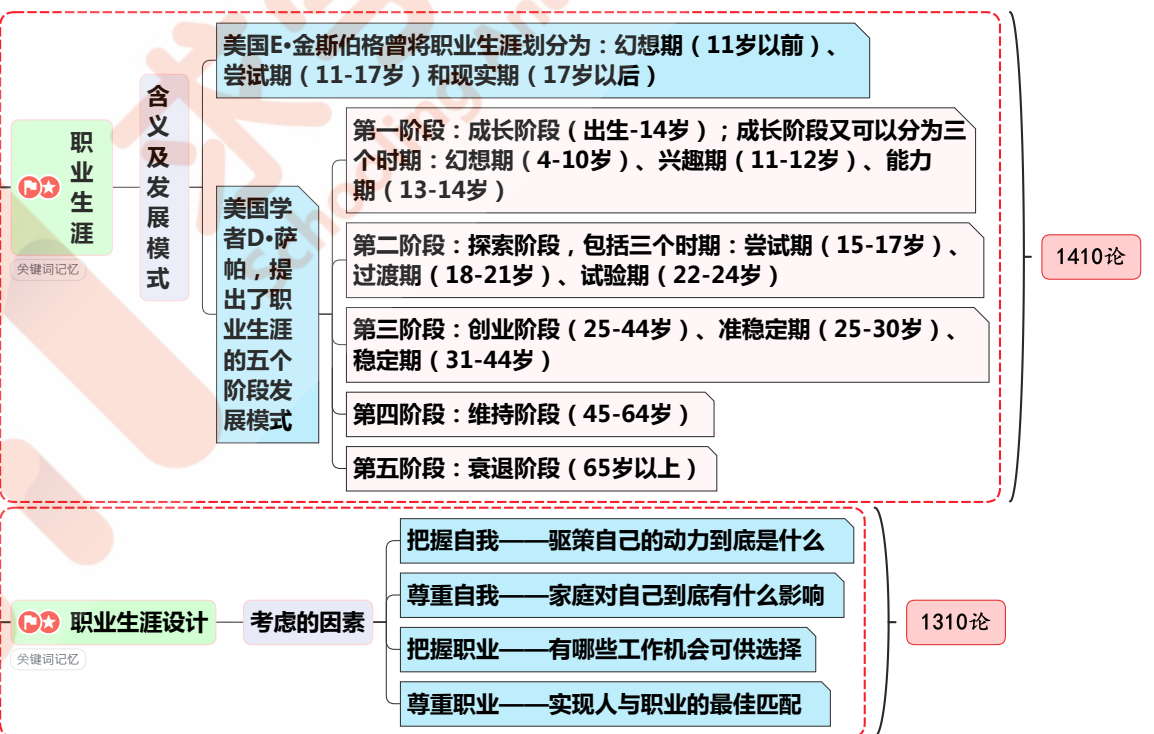 美国E•金斯伯格曾将职业生涯划分为：幻想期（11岁以前）、
尝试期（11-17岁）和现实期（17岁以后）
含
义
及
发
展
模
式
职
业
生
涯
关键词记忆
第一阶段：成长阶段（出生-14岁）；成长阶段又可以分为三
个时期：幻想期（4-10岁）、兴趣期（11-12岁）、能力
期（13-14岁）
美国学
者D•萨
帕，提
出了职
业生涯
的五个
阶段发
展模式
第二阶段：探索阶段，包括三个时期：尝试期（15-17岁）、
过渡期（18-21岁）、试验期（22-24岁）
第三阶段：创业阶段（25-44岁）、准稳定期（25-30岁）、
稳定期（31-44岁）
第四阶段：维持阶段（45-64岁）
第五阶段：衰退阶段（65岁以上）
1410论
职业生涯设计
关键词记忆
考虑的因素
把握自我——驱策自己的动力到底是什么
尊重自我——家庭对自己到底有什么影响
把握职业——有哪些工作机会可供选择
尊重职业——实现人与职业的最佳匹配
1310论